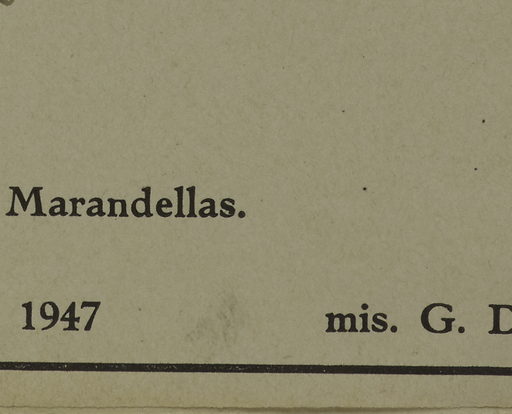 Marandellas.
1947 mis. G. D